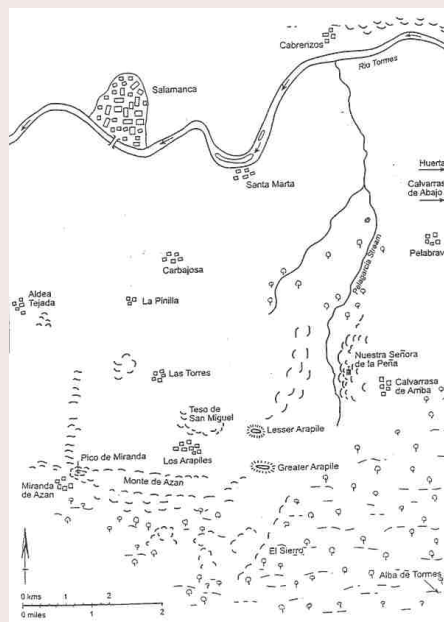 Cabrenzos
Rio Tormes
Salamanca
Santa Marta
Huerta
Calvarras
de Abajo
Pelabrav
Pelagarcia Stream
Carbajosa
Aldea
Tejada
La Pinilla
Nuestra Señora
de la Peña
Las Torres
Calvarrasa
de Arriba
Teso de
San Miguel
Lesser Arapile
Los Arapiles
Pico de Miranda
Greater Arapile
Monte de Azan
Miranda
de Azan
El Sierro
Alba de Tormes
0 kms 1 2
0 miles 1 2